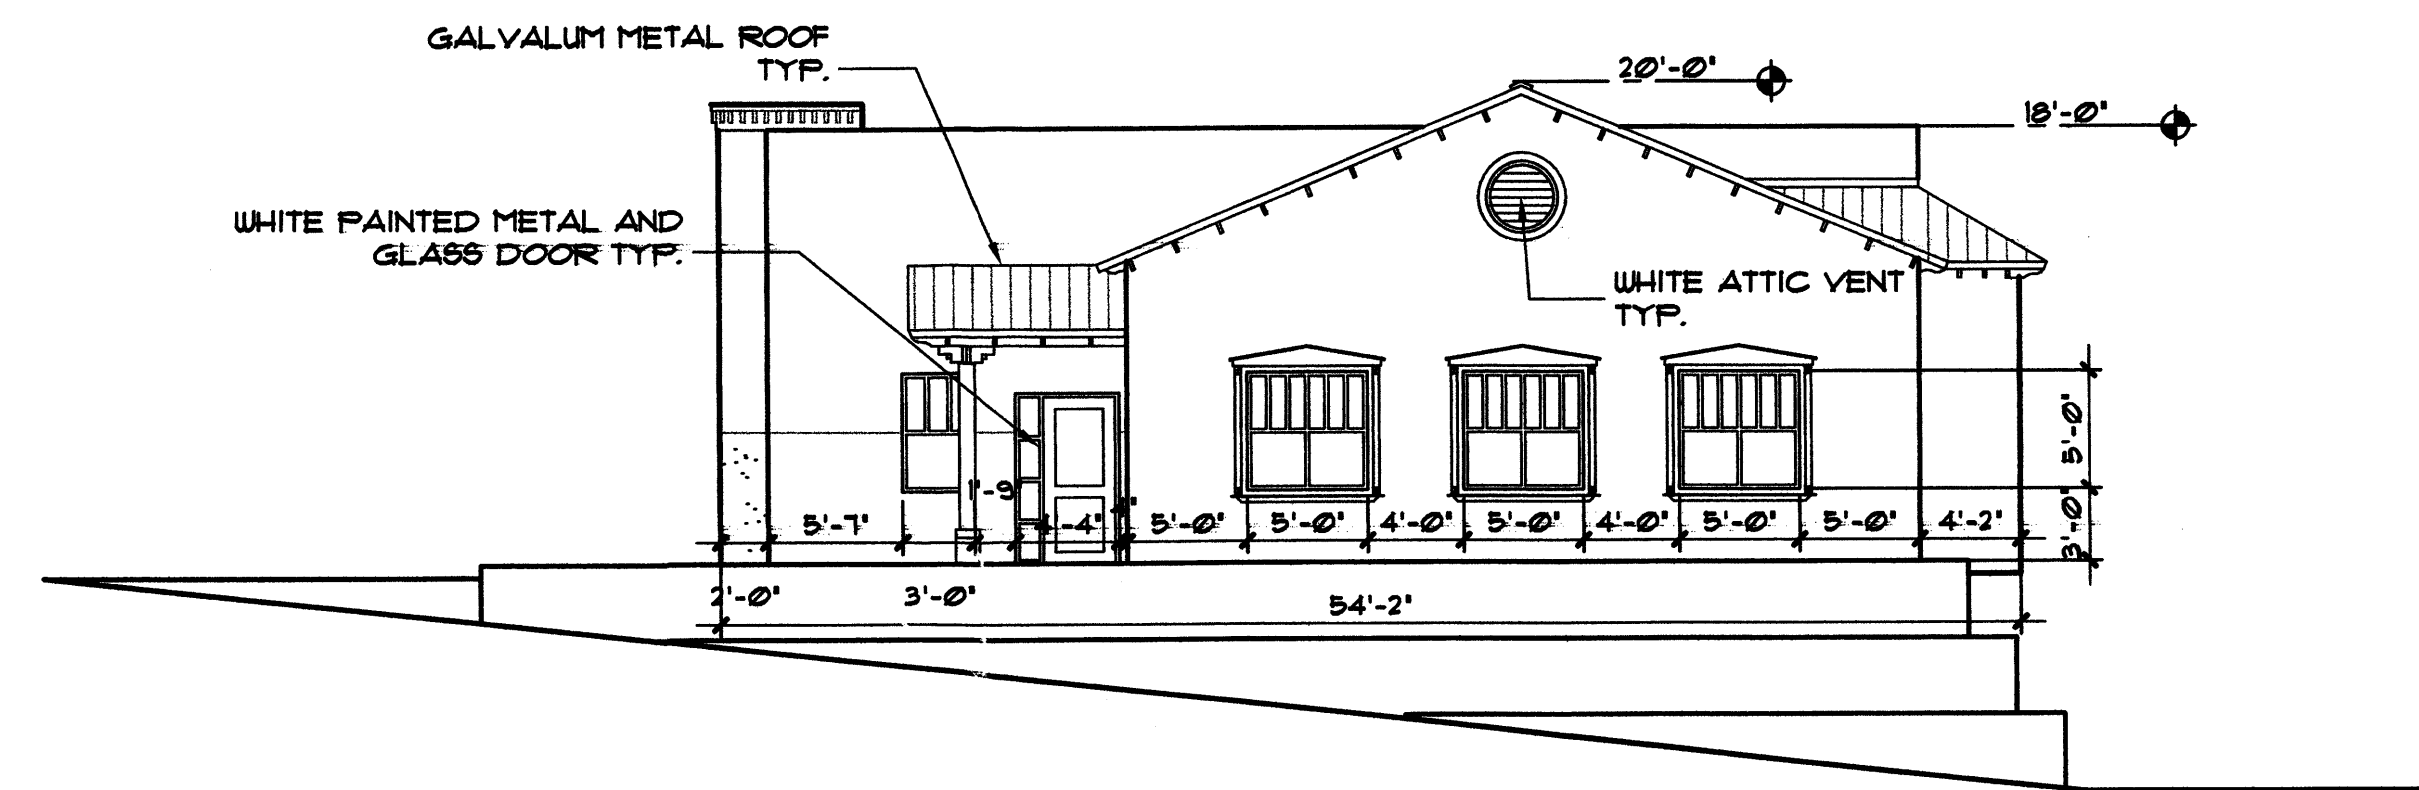 GALVALUM METAL ROOF
TYP.
20'-0"
18'-0"
WHITE PAINTED METAL AND
GLASS DOOR TYP.
WHITE ATTIC VENT
TYP.
5'-0"
3'-0"
5'-7"
4'-4"
5'-0"
5'-0"
4'-0"
5'-0"
4'-0"
5'-0"
5'-0"
4'-2"
2'-0"
3'-0"
54'-2"